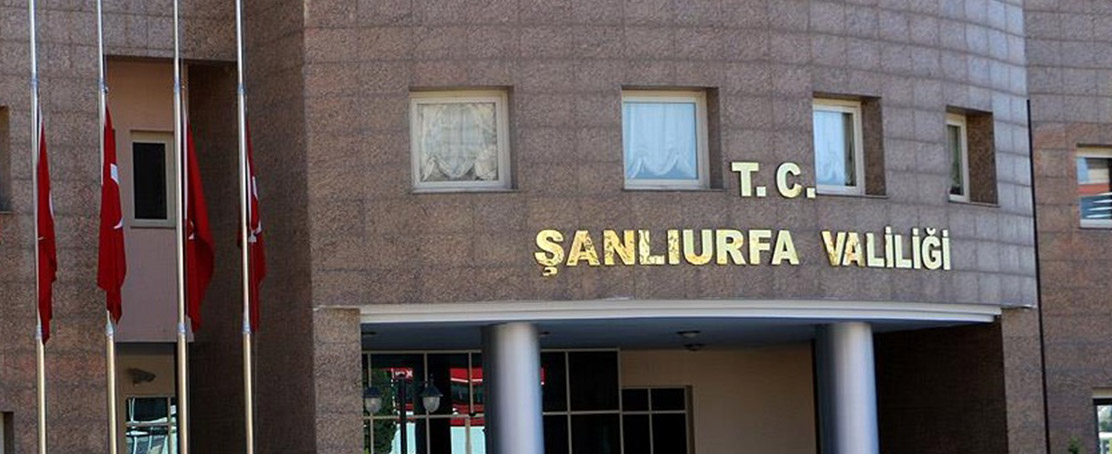 T. C.
ŞANLIURFA VALİLİĞİ